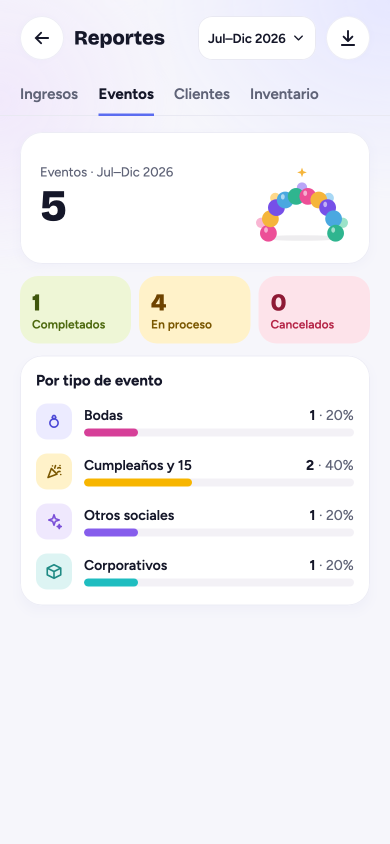 Reportes
Jul–Dic 2026
Ingresos
Eventos
Clientes
Inventario
Eventos · Jul–Dic 2026
5
1
Completados
4
En proceso
0
Cancelados
Por tipo de evento
Bodas
1 · 20%
Cumpleaños y 15
2 · 40%
Otros sociales
1 · 20%
Corporativos
1 · 20%